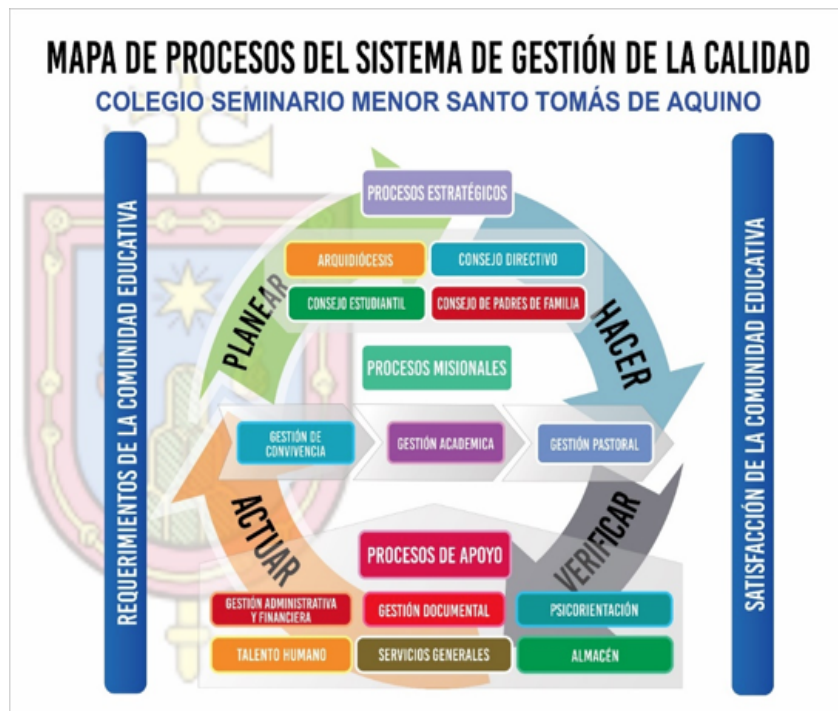 MAPA DE PROCESOS DEL SISTEMA DE GESTIÓN DE LA CALIDAD
COLEGIO SEMINARIO MENOR SANTO TOMÁS DE AQUINO
REQUERIMIENTOS DE LA COMUNIDAD EDUCATIVA
PROCESOS ESTRATÉGICOS
ARQUIDIÓCESIS
CONSEJO DIRECTIVO
CONSEJO ESTUDIANTIL
CONSEJO DE PADRES DE FAMILIA
PLANEAR
HACER
PROCESOS MISIONALES
GESTIÓN DE
CONVIVENCIA
GESTIÓN ACADEMICA
GESTIÓN PASTORAL
ACTUAR
VERIFICAR
PROCESOS DE APOYO
GESTIÓN ADMINISTRATIVA
Y FINANCIERA
GESTIÓN DOCUMENTAL
PSICORIENTACIÓN
TALENTO HUMANO
SERVICIOS GENERALES
ALMACÉN
SATISFACCIÓN DE LA COMUNIDAD EDUCATIVA